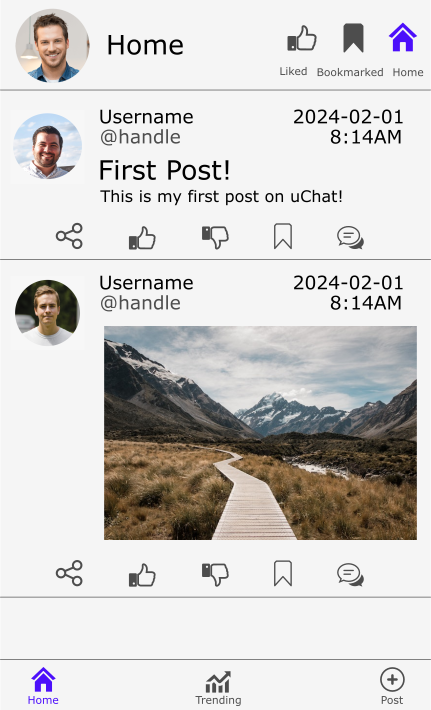 Home
Liked Bookmarked Home
Username 2024-02-01
@handle 8:14AM
First Post!
This is my first post on uChat!
Username 2024-02-01
@handle 8:14AM
Home Trending Post